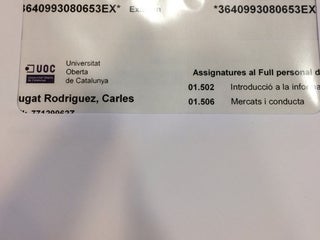 3640993080653EX* Examen *3640993080653EX
UOC Universitat
Oberta
de Catalunya
Assignatures al Full personal d
01.502 Introducció a la informa
ugat Rodriguez, Carles
01.506 Mercats i conducta